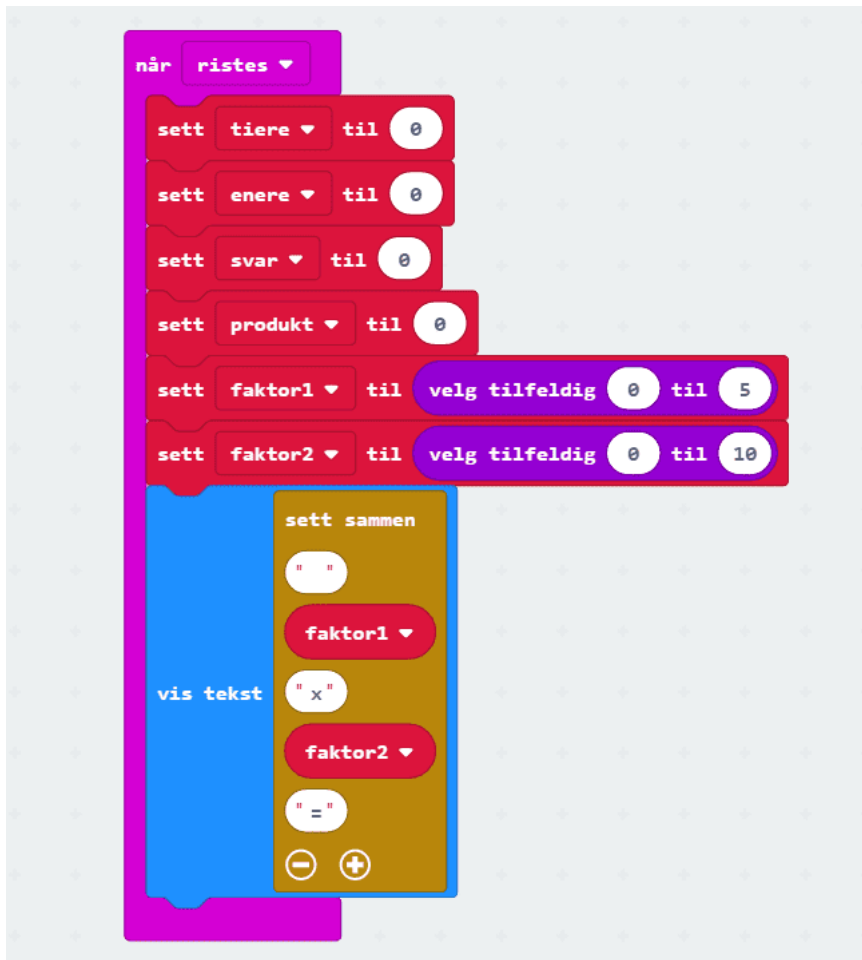 når ristes
sett tiere til 0
sett enere til 0
sett svar til 0
sett produkt til 0
sett faktor1 til velg tilfeldig 0 til 5
sett faktor2 til velg tilfeldig 0 til 10
sett sammen
" "
faktor1
vis tekst "x"
faktor2
"="